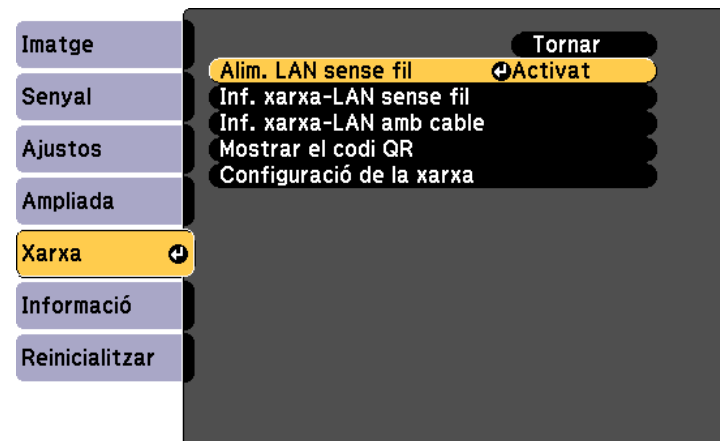 Imatge
Senyal
Ajustos
Ampliada
Xarxa
Informació
Reinicialitzar
Tornar
Alim. LAN sense fil Activat
Inf. xarxa-LAN sense fil
Inf. xarxa-LAN amb cable
Mostrar el codi QR
Configuració de la xarxa